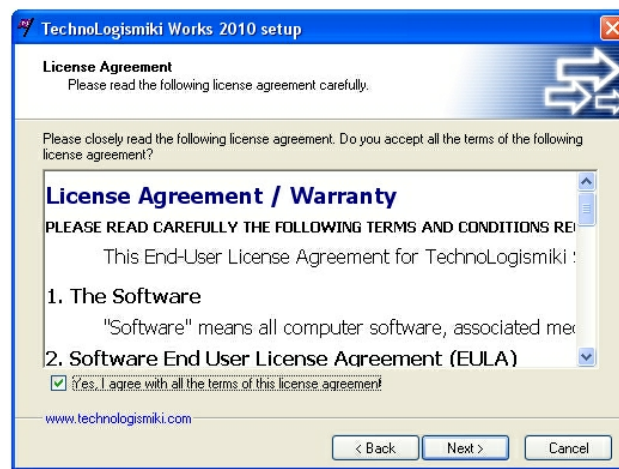 TechnoLogismiki Works 2010 setup
License Agreement
Please read the following license agreement carefully.
Please closely read the following license agreement. Do you accept all the terms of the following
license agreement?
License Agreement / Warranty
PLEASE READ CAREFULLY THE FOLLOWING TERMS AND CONDITIONS
This End-User License Agreement for TechnoLogismiki
1. The Software
"Software" means all computer software, associated
2. Software End User License Agreement (EULA)
Yes, I agree with all the terms of this license agreement
www.technologismiki.com
< Back Next > Cancel